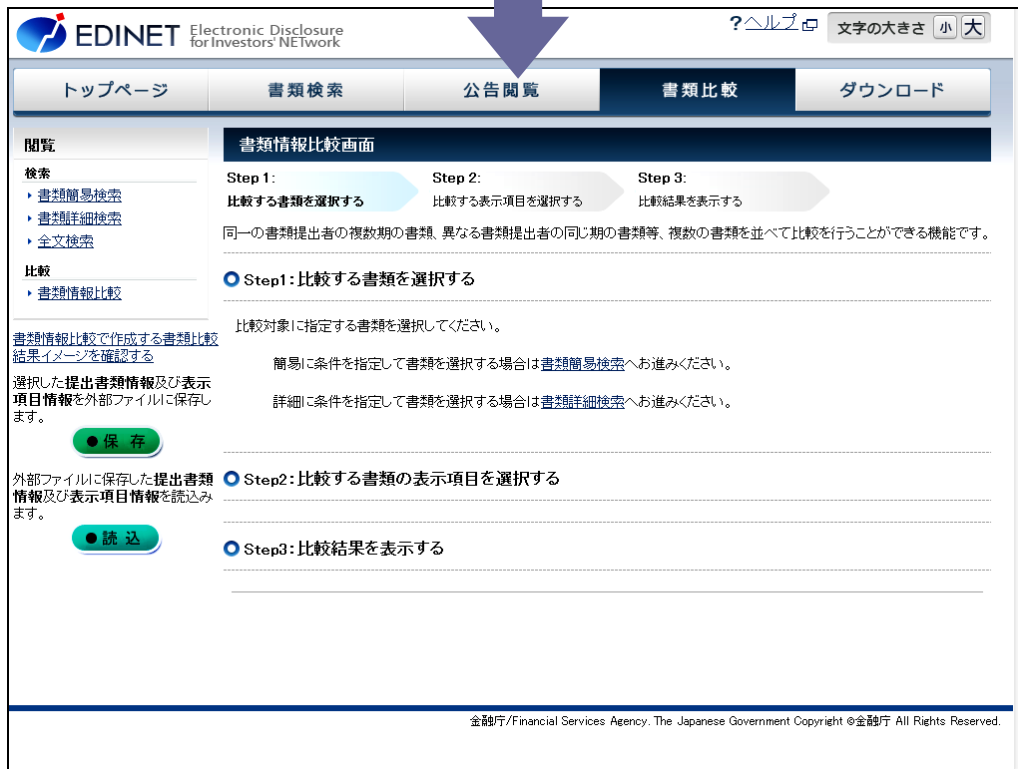 EDINET Electronic Disclosure for Investors' NETwork
?ヘルプ 文字の大きさ 小 大
トップページ 書類検索 公告閲覧 書類比較 ダウンロード
閲覧
検索
書類簡易検索
書類詳細検索
全文検索
比較
書類情報比較
書類情報比較で作成する書類比較
結果イメージを確認する
選択した提出書類情報及び表示
項目情報を外部ファイルに保存し
ます。
●保 存
外部ファイルに保存した提出書類
情報及び表示項目情報を読込み
ます。
●読 込
書類情報比較画面
Step 1:
比較する書類を選択する
Step 2:
比較する表示項目を選択する
Step 3:
比較結果を表示する
同一の書類提出者の複数期の書類、異なる書類提出者の同じ期の書類等、複数の書類を並べて比較を行うことができる機能です。
Step1:比較する書類を選択する
比較対象に指定する書類を選択してください。
簡易に条件を指定して書類を選択する場合は書類簡易検索へお進みください。
詳細に条件を指定して書類を選択する場合は書類詳細検索へお進みください。
Step2:比較する書類の表示項目を選択する
Step3:比較結果を表示する
金融庁/Financial Services Agency. The Japanese Government Copyright ©金融庁 All Rights Reserved.